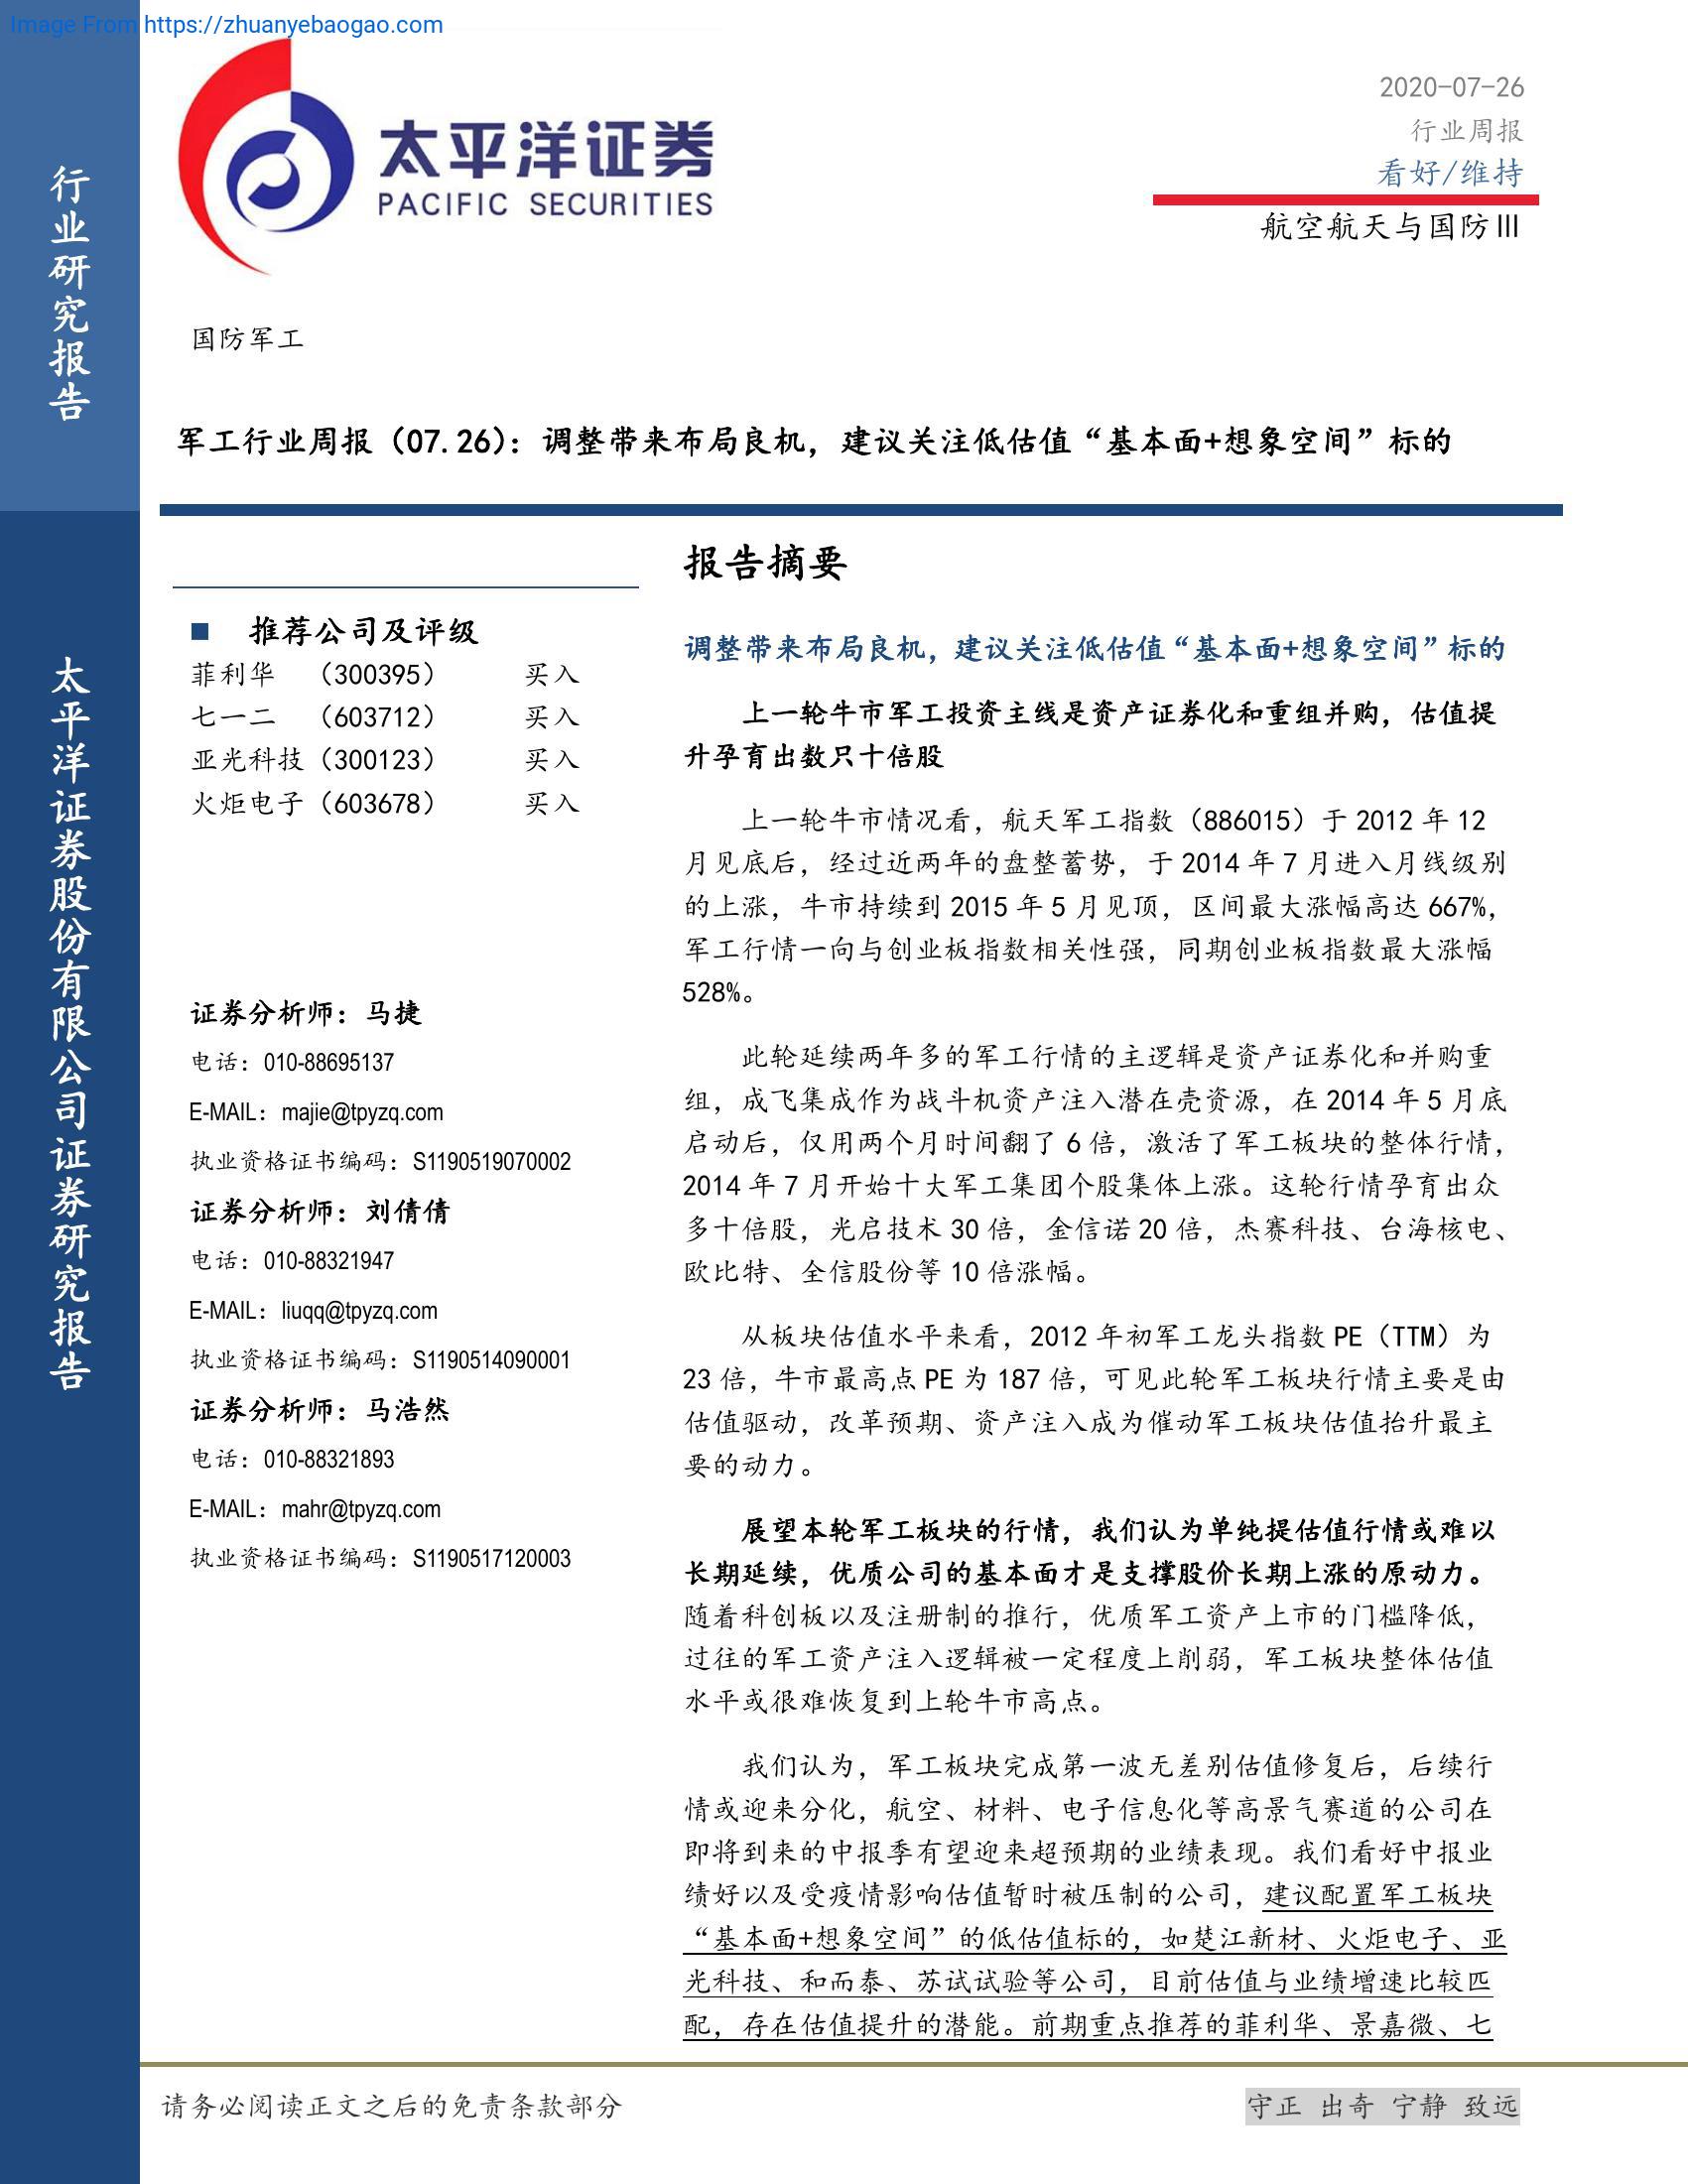 Image From https://zhuanyebaogao.com
行业研究报告
太平洋证券股份有限公司证券研究报告
太平洋证券
PACIFIC SECURITIES
2020-07-26
行业周报
看好/维持
航空航天与国防Ⅲ
国防军工
军工行业周报（07.26）：调整带来布局良机，建议关注低估值“基本面+想象空间”标的
■ 推荐公司及评级
菲利华 （300395） 买入
七一二 （603712） 买入
亚光科技（300123） 买入
火炬电子（603678） 买入
证券分析师：马捷
电话：010-88695137
E-MAIL：majie@tpyzq.com
执业资格证书编码：S1190519070002
证券分析师：刘倩倩
电话：010-88321947
E-MAIL：liuqq@tpyzq.com
执业资格证书编码：S1190514090001
证券分析师：马浩然
电话：010-88321893
E-MAIL：mahr@tpyzq.com
执业资格证书编码：S1190517120003
报告摘要
调整带来布局良机，建议关注低估值“基本面+想象空间”标的
上一轮牛市军工投资主线是资产证券化和重组并购，估值提
升孕育出数只十倍股
上一轮牛市情况看，航天军工指数（886015）于 2012 年 12
月见底后，经过近两年的盘整蓄势，于 2014 年 7 月进入月线级别
的上涨，牛市持续到 2015 年 5 月见顶，区间最大涨幅高达 667%，
军工行情一向与创业板指数相关性强，同期创业板指数最大涨幅
528%。
此轮延续两年多的军工行情的主逻辑是资产证券化和并购重
组，成飞集成作为战斗机资产注入潜在壳资源，在 2014 年 5 月底
启动后，仅用两个月时间翻了 6 倍，激活了军工板块的整体行情，
2014 年 7 月开始十大军工集团个股集体上涨。这轮行情孕育出众
多十倍股，光启技术 30 倍，金信诺 20 倍，杰赛科技、台海核电、
欧比特、全信股份等 10 倍涨幅。
从板块估值水平来看，2012 年初军工龙头指数 PE（TTM）为
23 倍，牛市最高点 PE 为 187 倍，可见此轮军工板块行情主要是由
估值驱动，改革预期、资产注入成为催动军工板块估值抬升最主
要的动力。
展望本轮军工板块的行情，我们认为单纯提估值行情或难以
长期延续，优质公司的基本面才是支撑股价长期上涨的原动力。
随着科创板以及注册制的推行，优质军工资产上市的门槛降低，
过往的军工资产注入逻辑被一定程度上削弱，军工板块整体估值
水平或很难恢复到上轮牛市高点。
我们认为，军工板块完成第一波无差别估值修复后，后续行
情或迎来分化，航空、材料、电子信息化等高景气赛道的公司在
即将到来的中报季有望迎来超预期的业绩表现。我们看好中报业
绩好以及受疫情影响估值暂时被压制的公司，建议配置军工板块
“基本面+想象空间”的低估值标的，如楚江新材、火炬电子、亚
光科技、和而泰、苏试试验等公司，目前估值与业绩增速比较匹
配，存在估值提升的潜能。前期重点推荐的菲利华、景嘉微、七
请务必阅读正文之后的免责条款部分
守正 出奇 宁静 致远